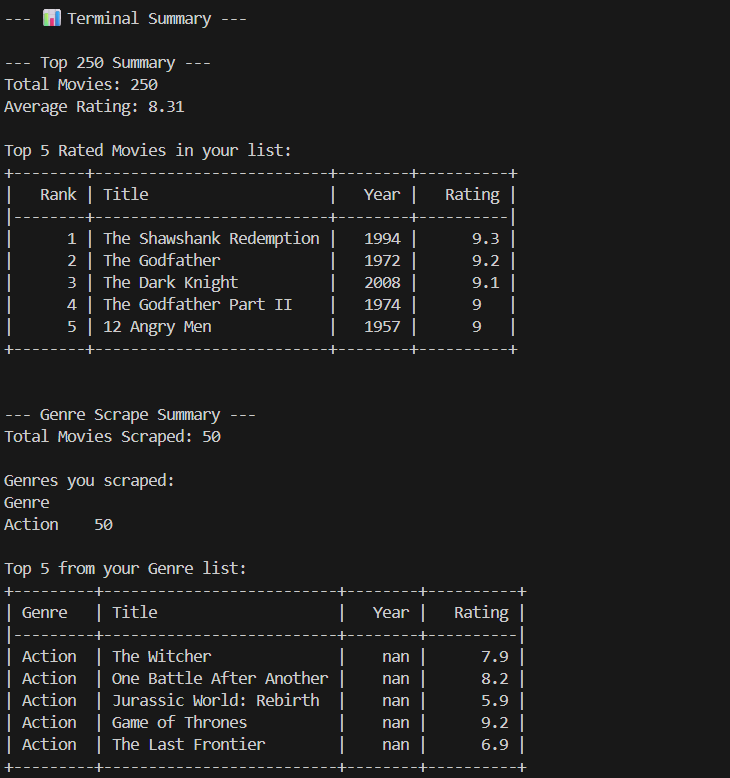 --- 📊 Terminal Summary ---
--- Top 250 Summary ---
Total Movies: 250
Average Rating: 8.31
Top 5 Rated Movies in your list:
+--------+--------------------------+--------+----------+
|   Rank | Title                    |   Year |   Rating |
|--------+--------------------------+--------+----------|
|      1 | The Shawshank Redemption |   1994 |      9.3 |
|      2 | The Godfather            |   1972 |      9.2 |
|      3 | The Dark Knight          |   2008 |      9.1 |
|      4 | The Godfather Part II    |   1974 |      9   |
|      5 | 12 Angry Men             |   1957 |      9   |
+--------+--------------------------+--------+----------+
--- Genre Scrape Summary ---
Total Movies Scraped: 50
Genres you scraped:
Genre
Action    50
Top 5 from your Genre list:
+---------+--------------------------+--------+----------+
| Genre   | Title                    |   Year |   Rating |
|---------+--------------------------+--------+----------|
| Action  | The Witcher              |    nan |      7.9 |
| Action  | One Battle After Another |    nan |      8.2 |
| Action  | Jurassic World: Rebirth  |    nan |      5.9 |
| Action  | Game of Thrones          |    nan |      9.2 |
| Action  | The Last Frontier        |    nan |      6.9 |
+---------+--------------------------+--------+----------+